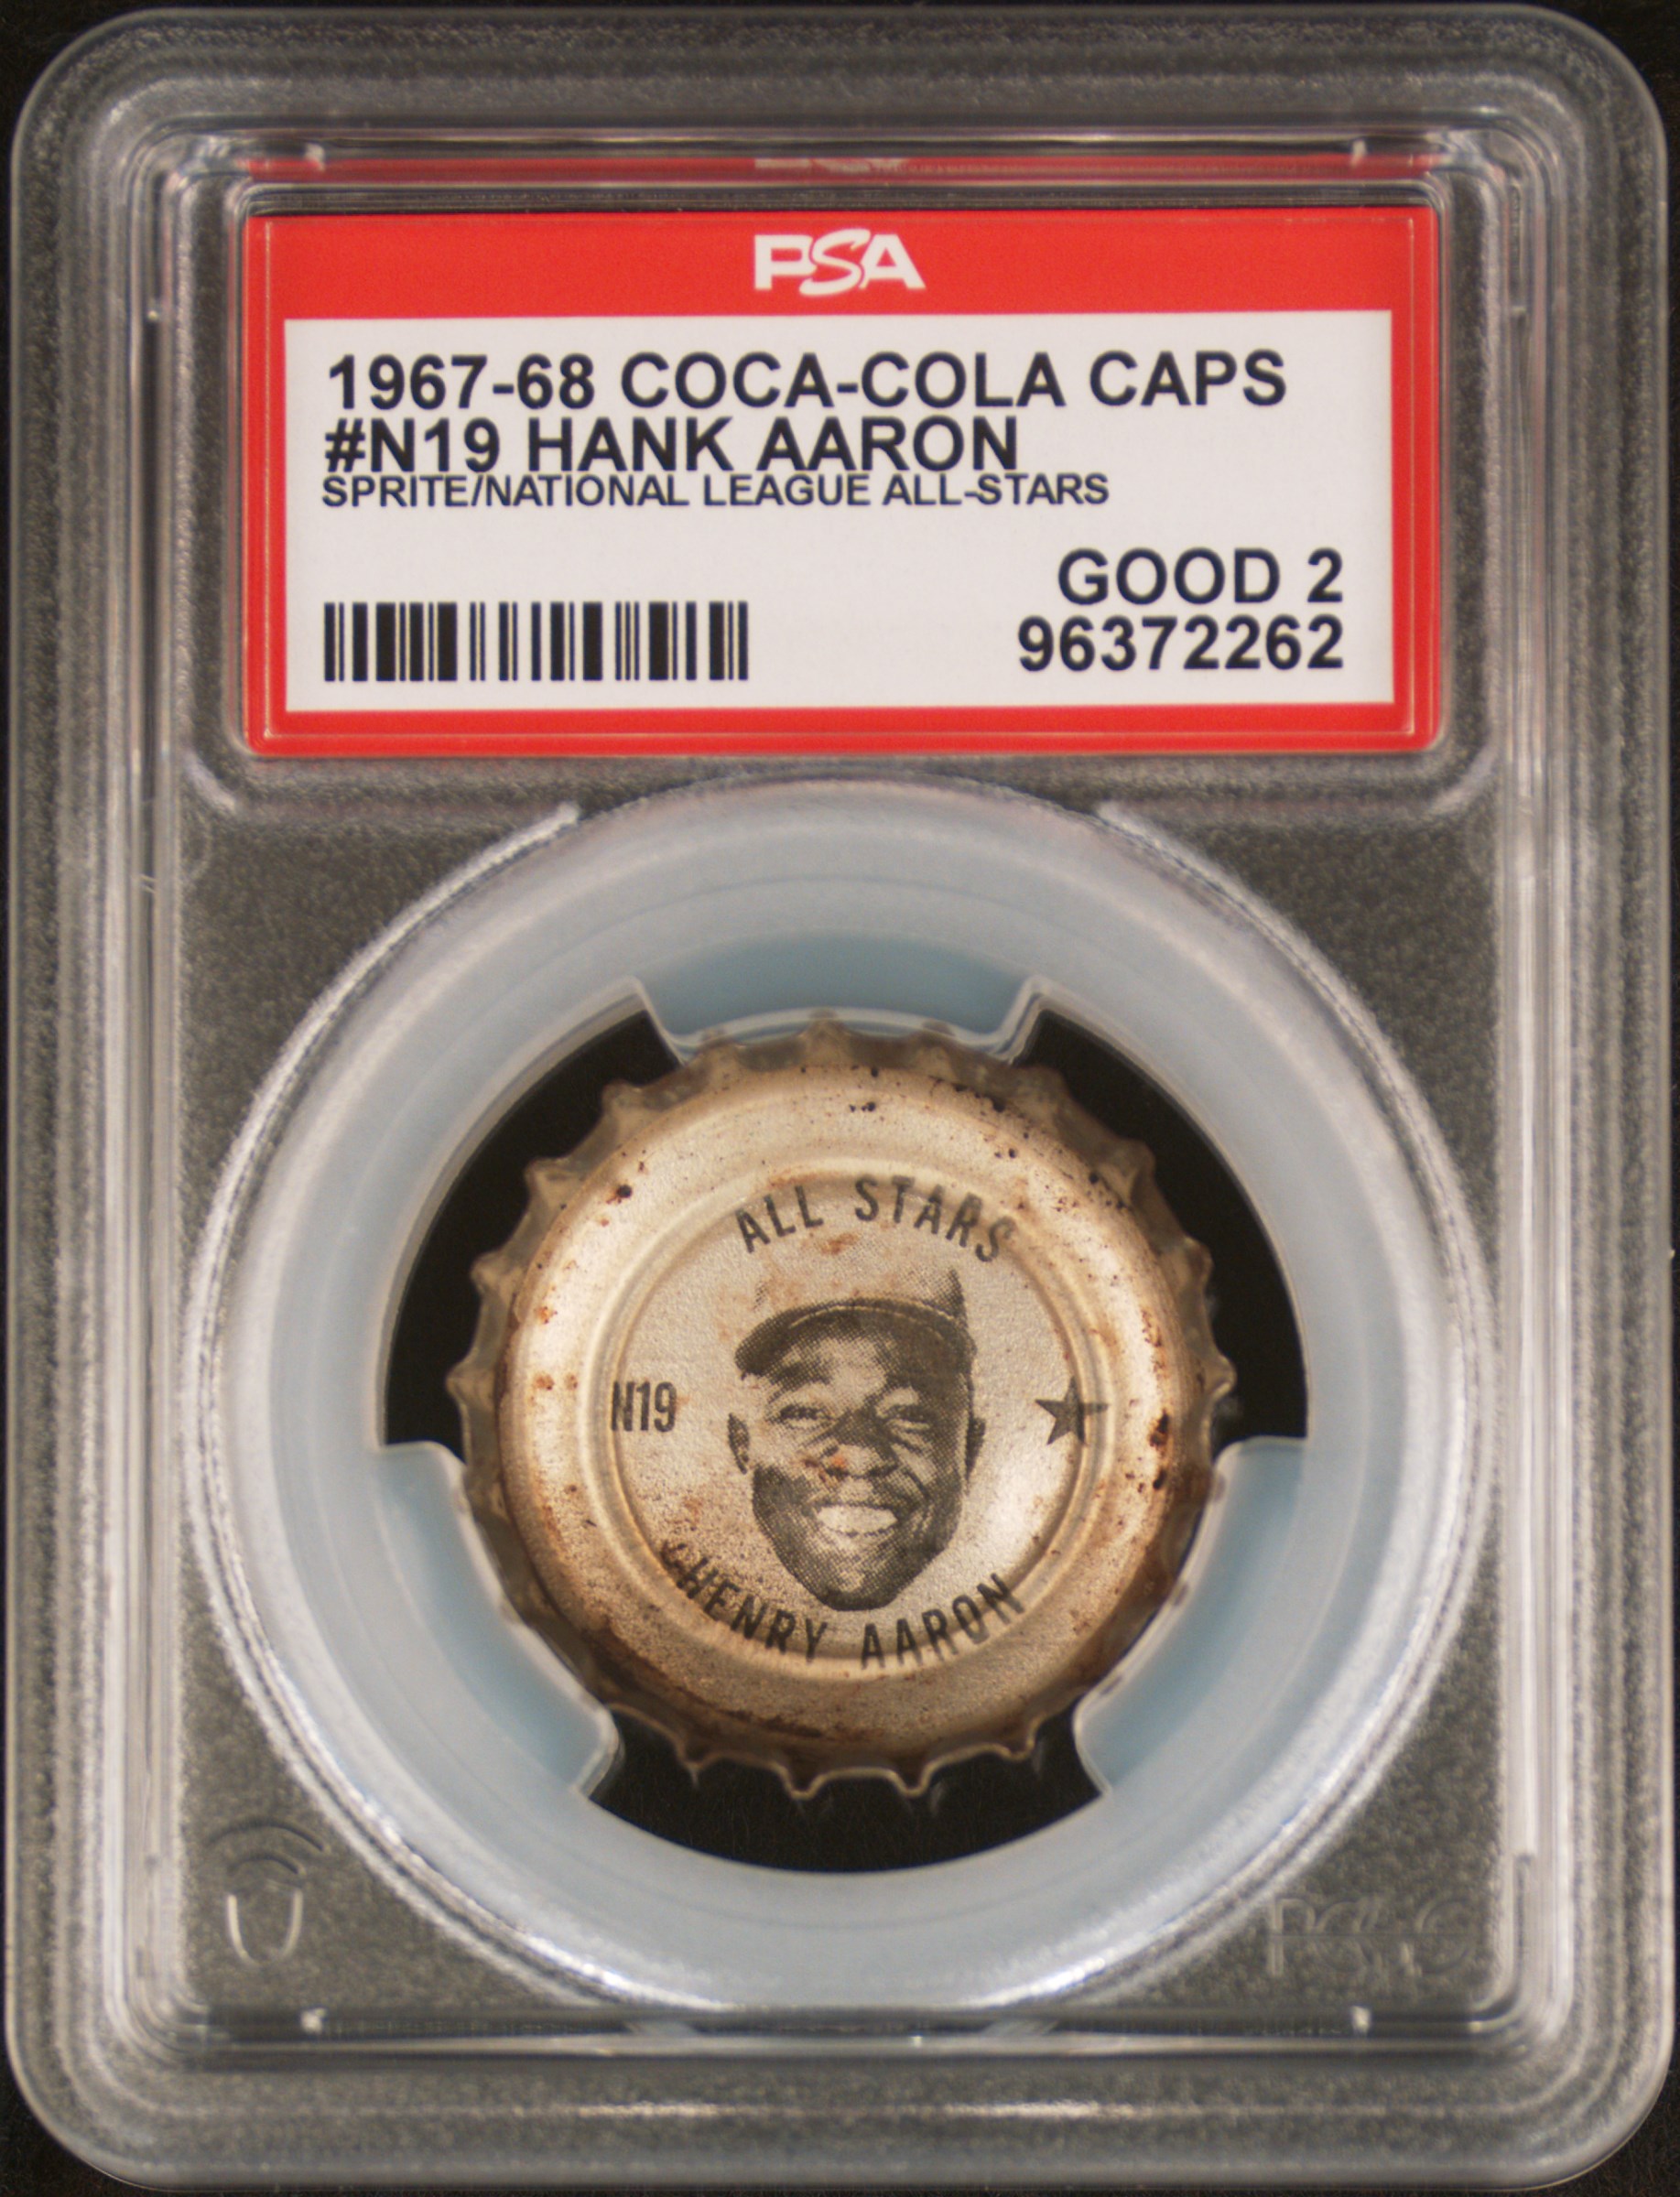 PSA
1967-68 COCA-COLA CAPS
#N19 HANK AARON
SPRITE/NATIONAL LEAGUE ALL-STARS
GOOD 2
96372262
ALL STARS
N19
HENRY AARON